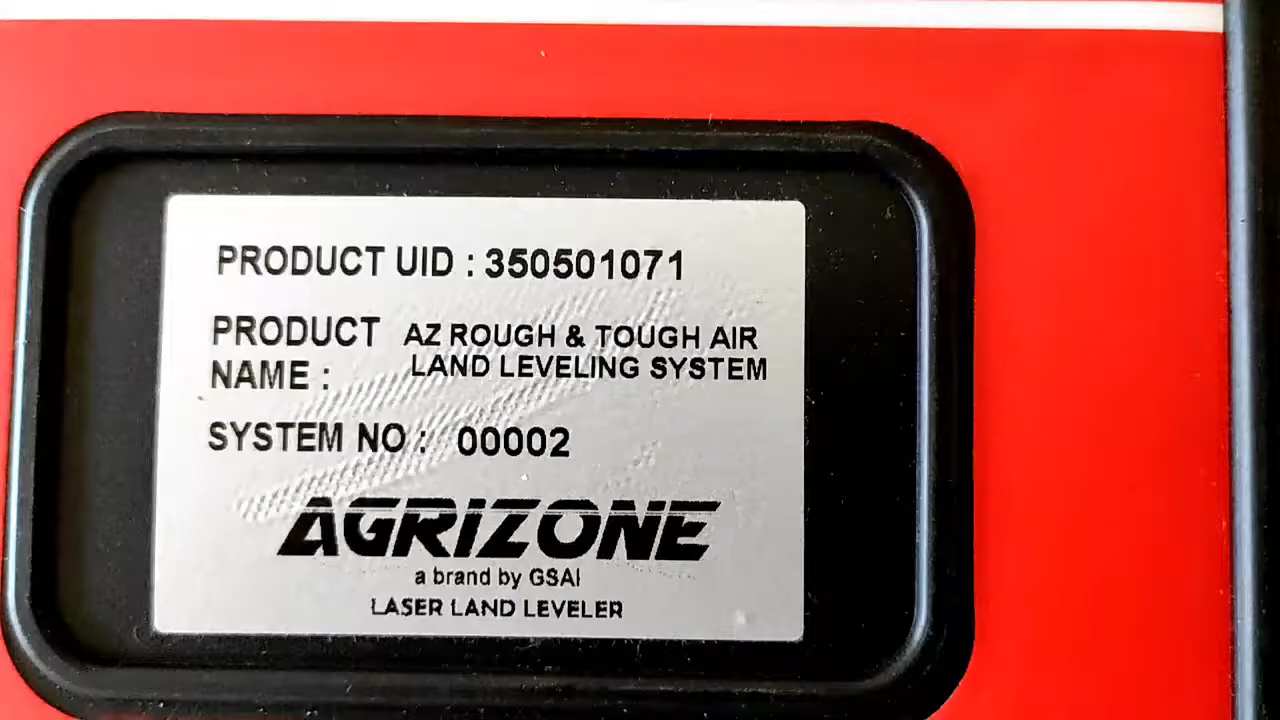 PRODUCT UID : 350501071
PRODUCT NAME : AZ ROUGH & TOUGH AIR
LAND LEVELING SYSTEM
SYSTEM NO : 00002
AGRIZONE
a brand by GSAI
LASER LAND LEVELER